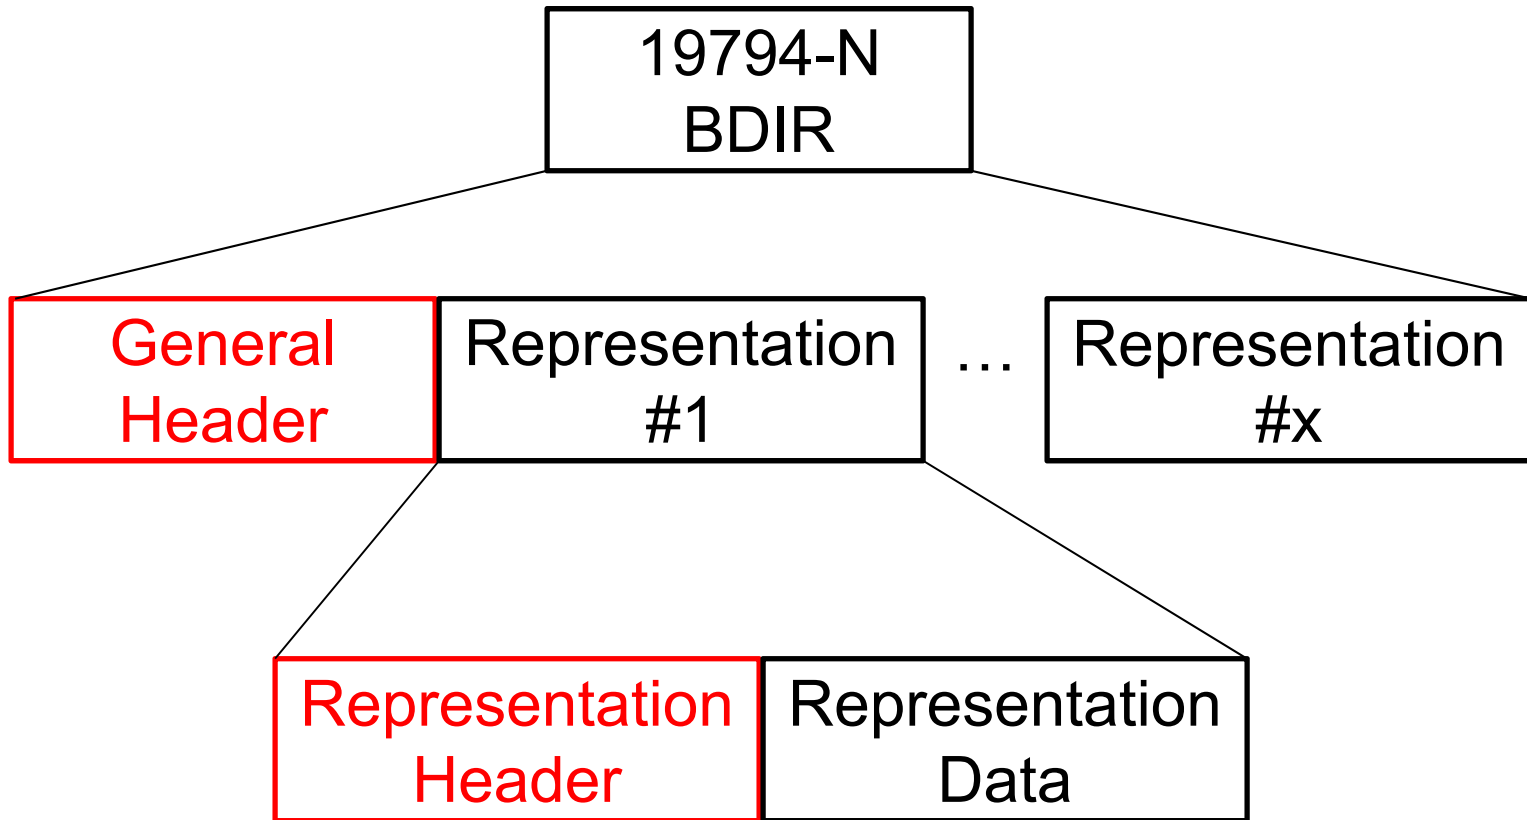 19794-N
BDIR
General
Header
Representation
#1
...
Representation
#x
Representation
Header
Representation
Data